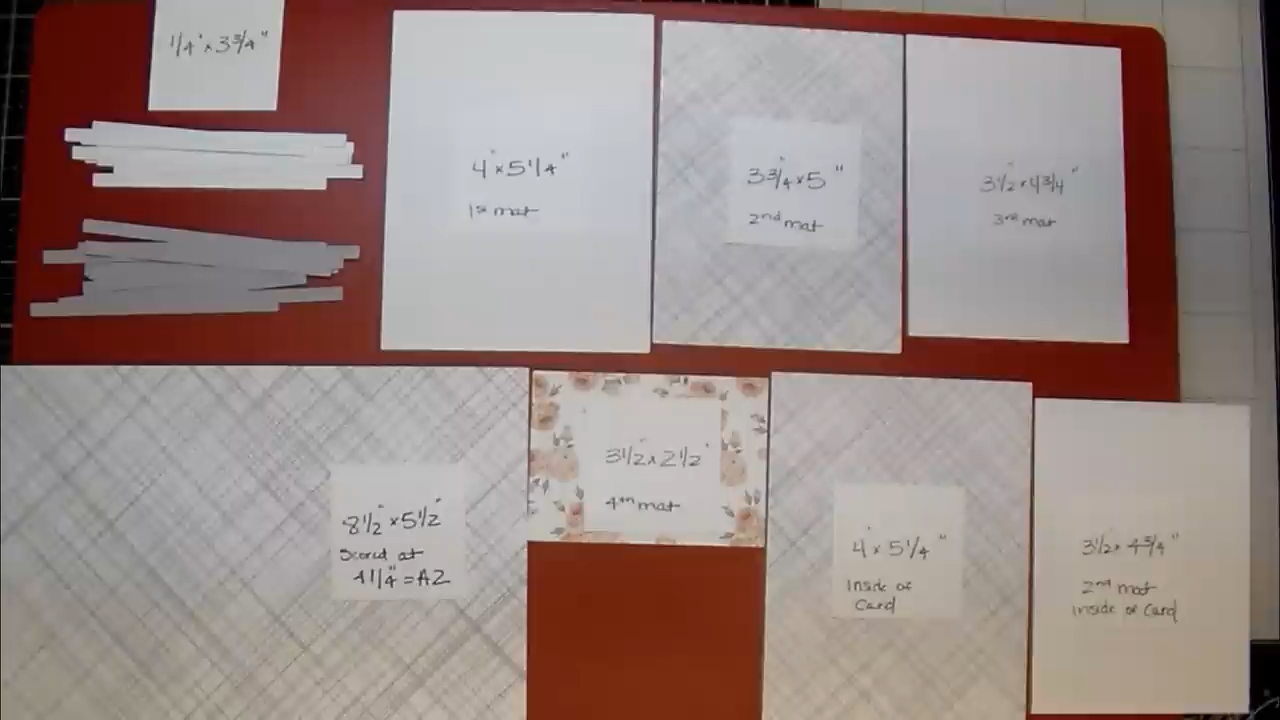 1/4" x 3 3/4"
4" x 5 1/4"
1st mat
3 3/4" x 5"
2nd mat
3 1/2" x 4 3/4"
3rd mat
8 1/2" x 5 1/2"
Scored at
4 1/4" = A2
3 1/2" x 2 1/2"
4th mat
4" x 5 1/4"
Inside of
Card
3 1/2 x 4 3/4"
2nd mat
Inside of Card